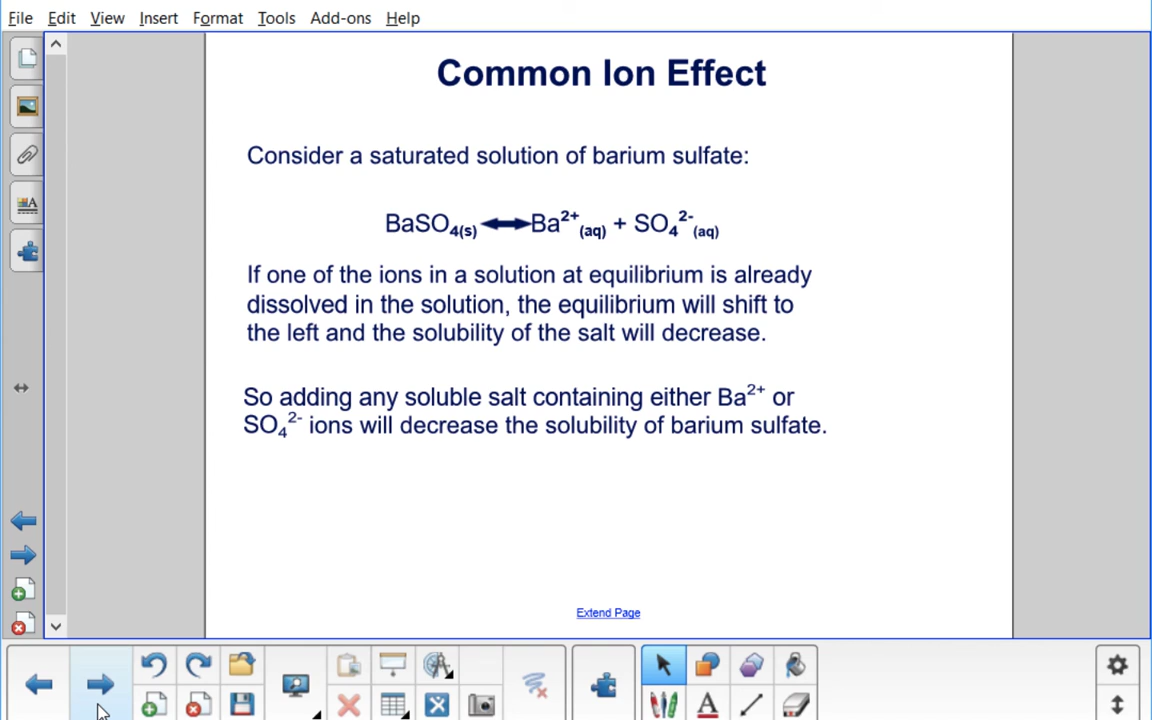 File Edit View Insert Format Tools Add-ons Help
Common Ion Effect
Consider a saturated solution of barium sulfate:
BaSO₄(s) ⟷ Ba²⁺(aq) + SO₄²⁻(aq)
If one of the ions in a solution at equilibrium is already
dissolved in the solution, the equilibrium will shift to
the left and the solubility of the salt will decrease.
So adding any soluble salt containing either Ba²⁺ or
SO₄²⁻ ions will decrease the solubility of barium sulfate.
Extend Page